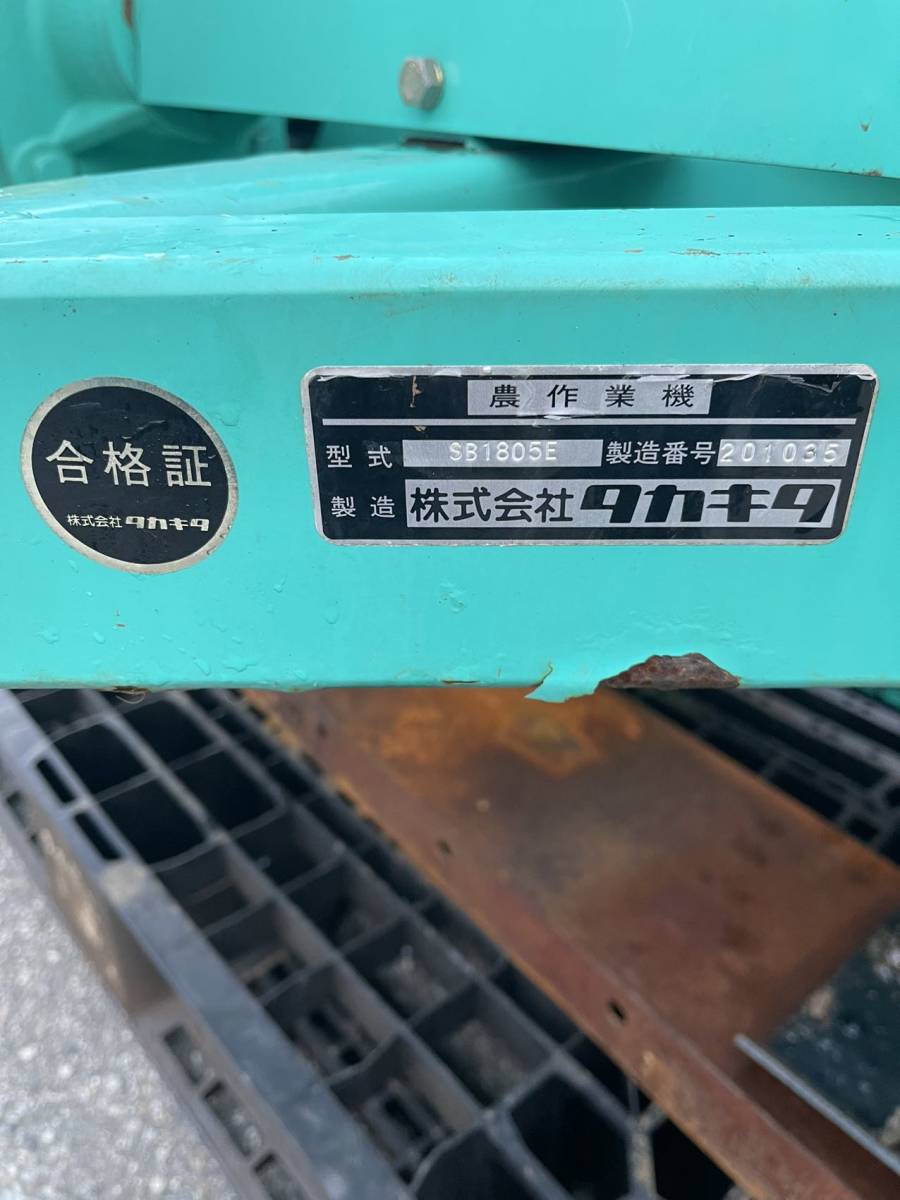 合格証
株式会社タカキタ
農作業機
型式 SB1805E 製造番号 201035
製造 株式会社タカキタ